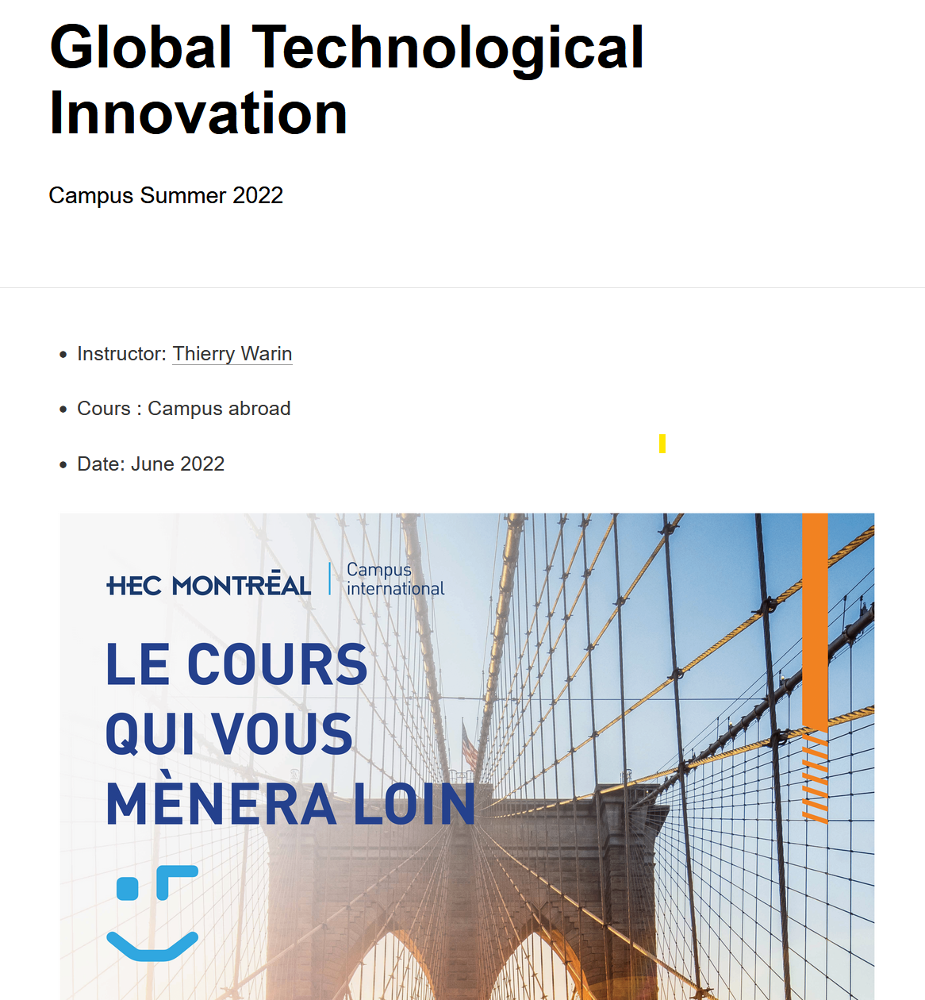 Global Technological
Innovation
Campus Summer 2022
Instructor: Thierry Warin
Cours : Campus abroad
Date: June 2022
HEC MONTRĒAL
Campus
international
LE COURS
QUI VOUS
MÈNERA LOIN